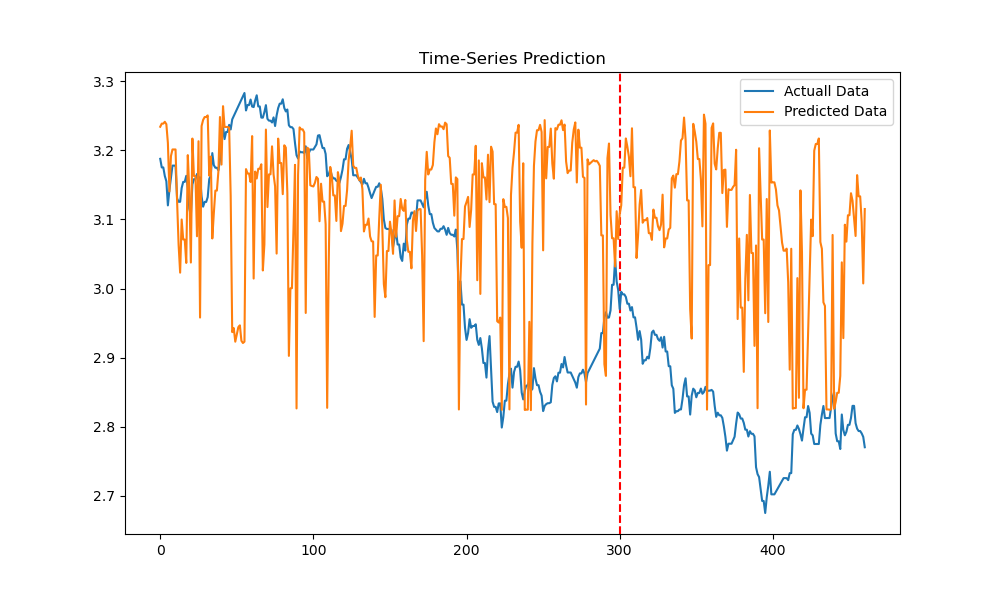 Time-Series Prediction
Actuall Data
Predicted Data
3.3
3.2
3.1
3.0
2.9
2.8
2.7
0 100 200 300 400